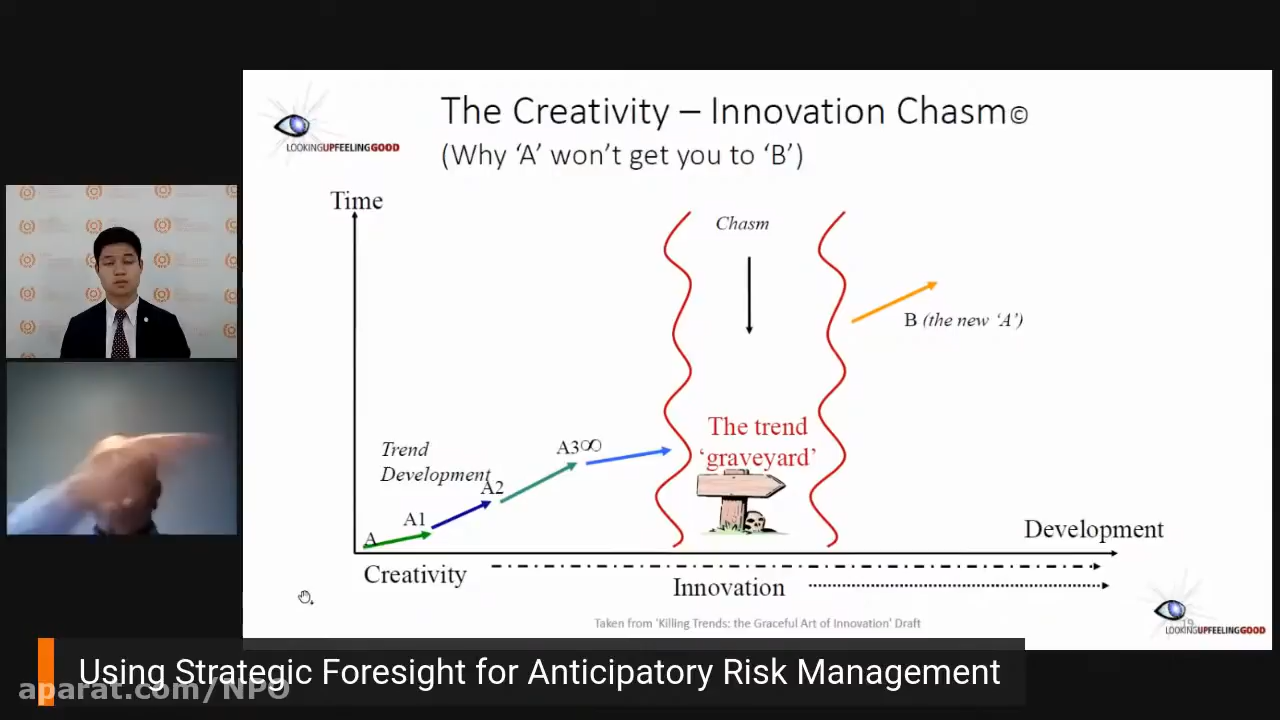 The Creativity – Innovation Chasm©
(Why ‘A’ won’t get you to ‘B’)
LOOKINGUPFEELINGGOOD
Time
Chasm
B (the new ‘A’)
The trend
‘graveyard’
Trend
Development
A3∞
A2
A1
A
Development
Creativity
Innovation
Taken from ‘Killing Trends: the Graceful Art of Innovation’ Draft
19
LOOKINGUPFEELINGGOOD
Using Strategic Foresight for Anticipatory Risk Management
aparat.com/NPO